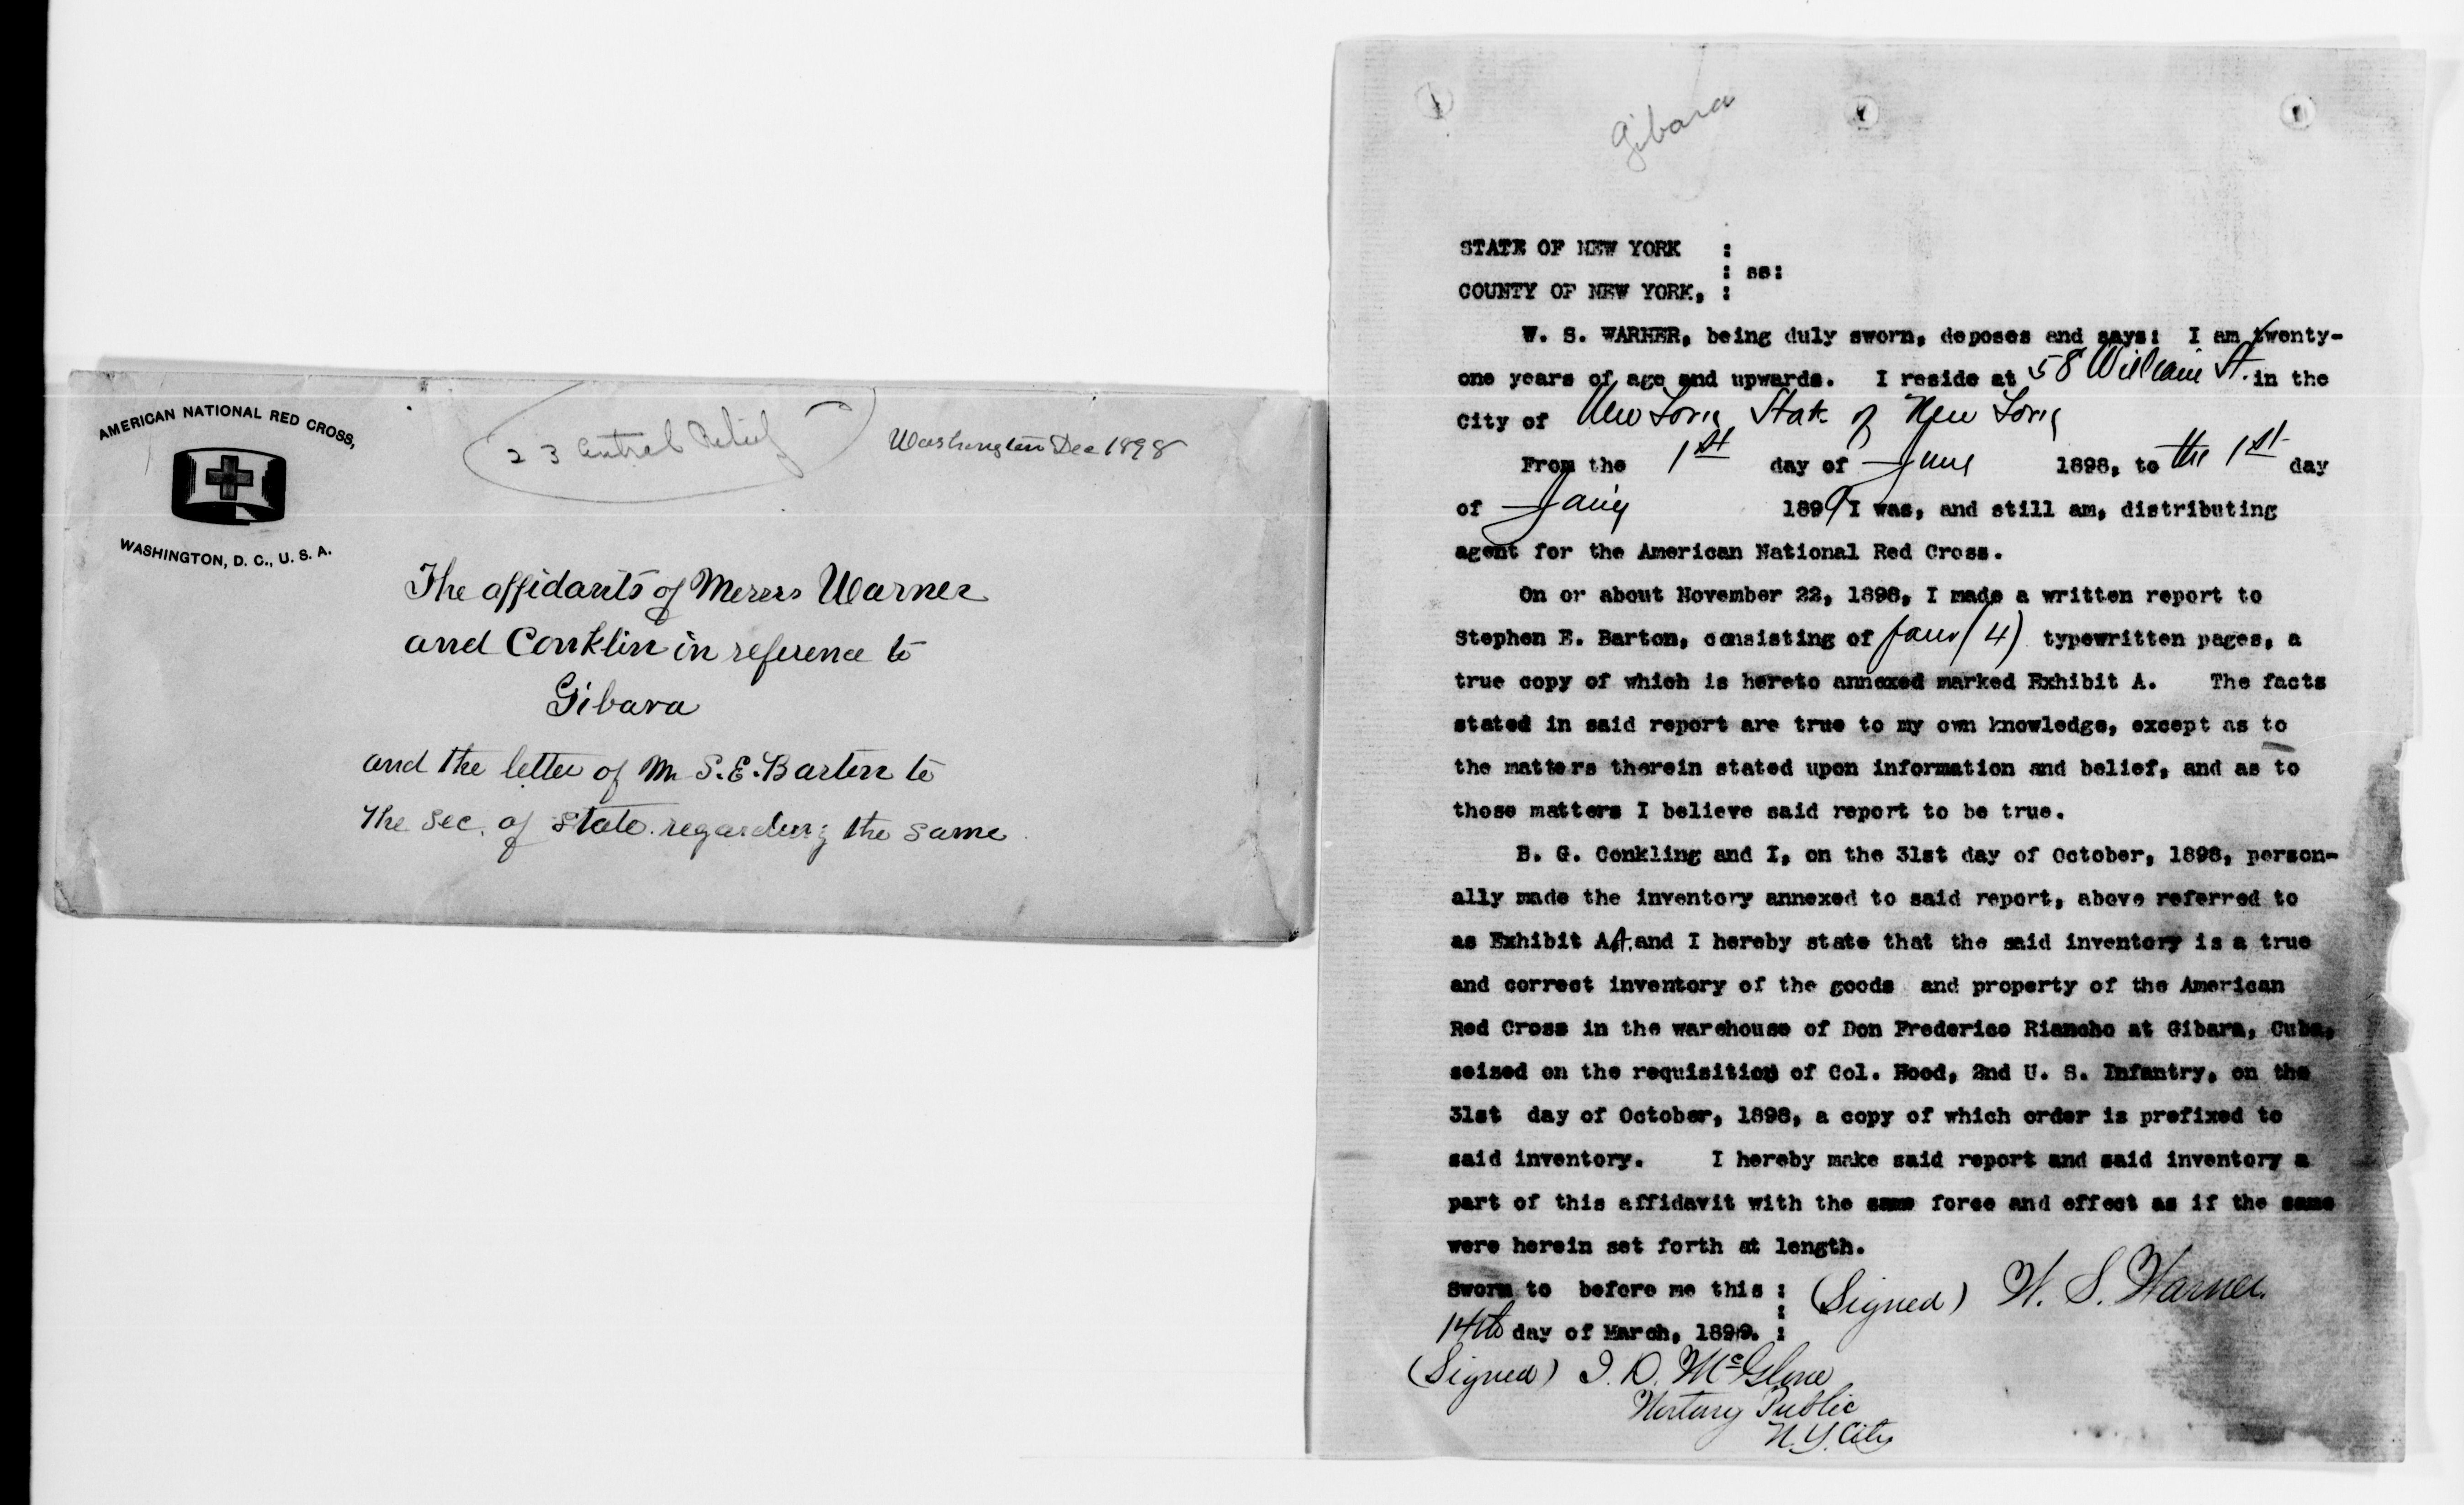 AMERICAN NATIONAL RED CROSS,
WASHINGTON, D. C., U. S. A.
23 Central Relief
Washington Dec 1898
The affidavits of Messrs Warner
and Conklin in reference to
Gibara
and the letter of Mr S. E. Barton to
the Sec. of State. regarding the same
Gibara
STATE OF NEW YORK :
: ss:
COUNTY OF NEW YORK, :
W. S. WARNER, being duly sworn, deposes and says: I am twenty-
one years of age and upwards. I reside at 58 William St. in the
City of New York State of New York
From the 1st day of June 1898, to the 1st day
of 1899 I was, and still am, distributing
agent for the American National Red Cross.
On or about November 22, 1898, I made a written report to
Stephen E. Barton, consisting of four (4) typewritten pages, a
true copy of which is hereto annexed marked Exhibit A. The facts
stated in said report are true to my own knowledge, except as to
the matters therein stated upon information and belief, and as to
those matters I believe said report to be true.
B. G. Conkling and I, on the 31st day of October, 1898, person-
ally made the inventory annexed to said report, above referred to
as Exhibit AA, and I hereby state that the said inventory is a true
and correct inventory of the goods and property of the American
Red Cross in the warehouse of Don Frederico Riancho at Gibara, Cuba,
seized on the requisition of Col. Hood, 2nd U. S. Infantry, on the
31st day of October, 1898, a copy of which order is prefixed to
said inventory. I hereby make said report and said inventory a
part of this affidavit with the same force and effect as if the same
were herein set forth at length.
Sworn to before me this : (Signed) W. S. Warner.
:
14th day of March, 1899. :
(Signed) I. D. McGlone
Notary Public
N. Y. City